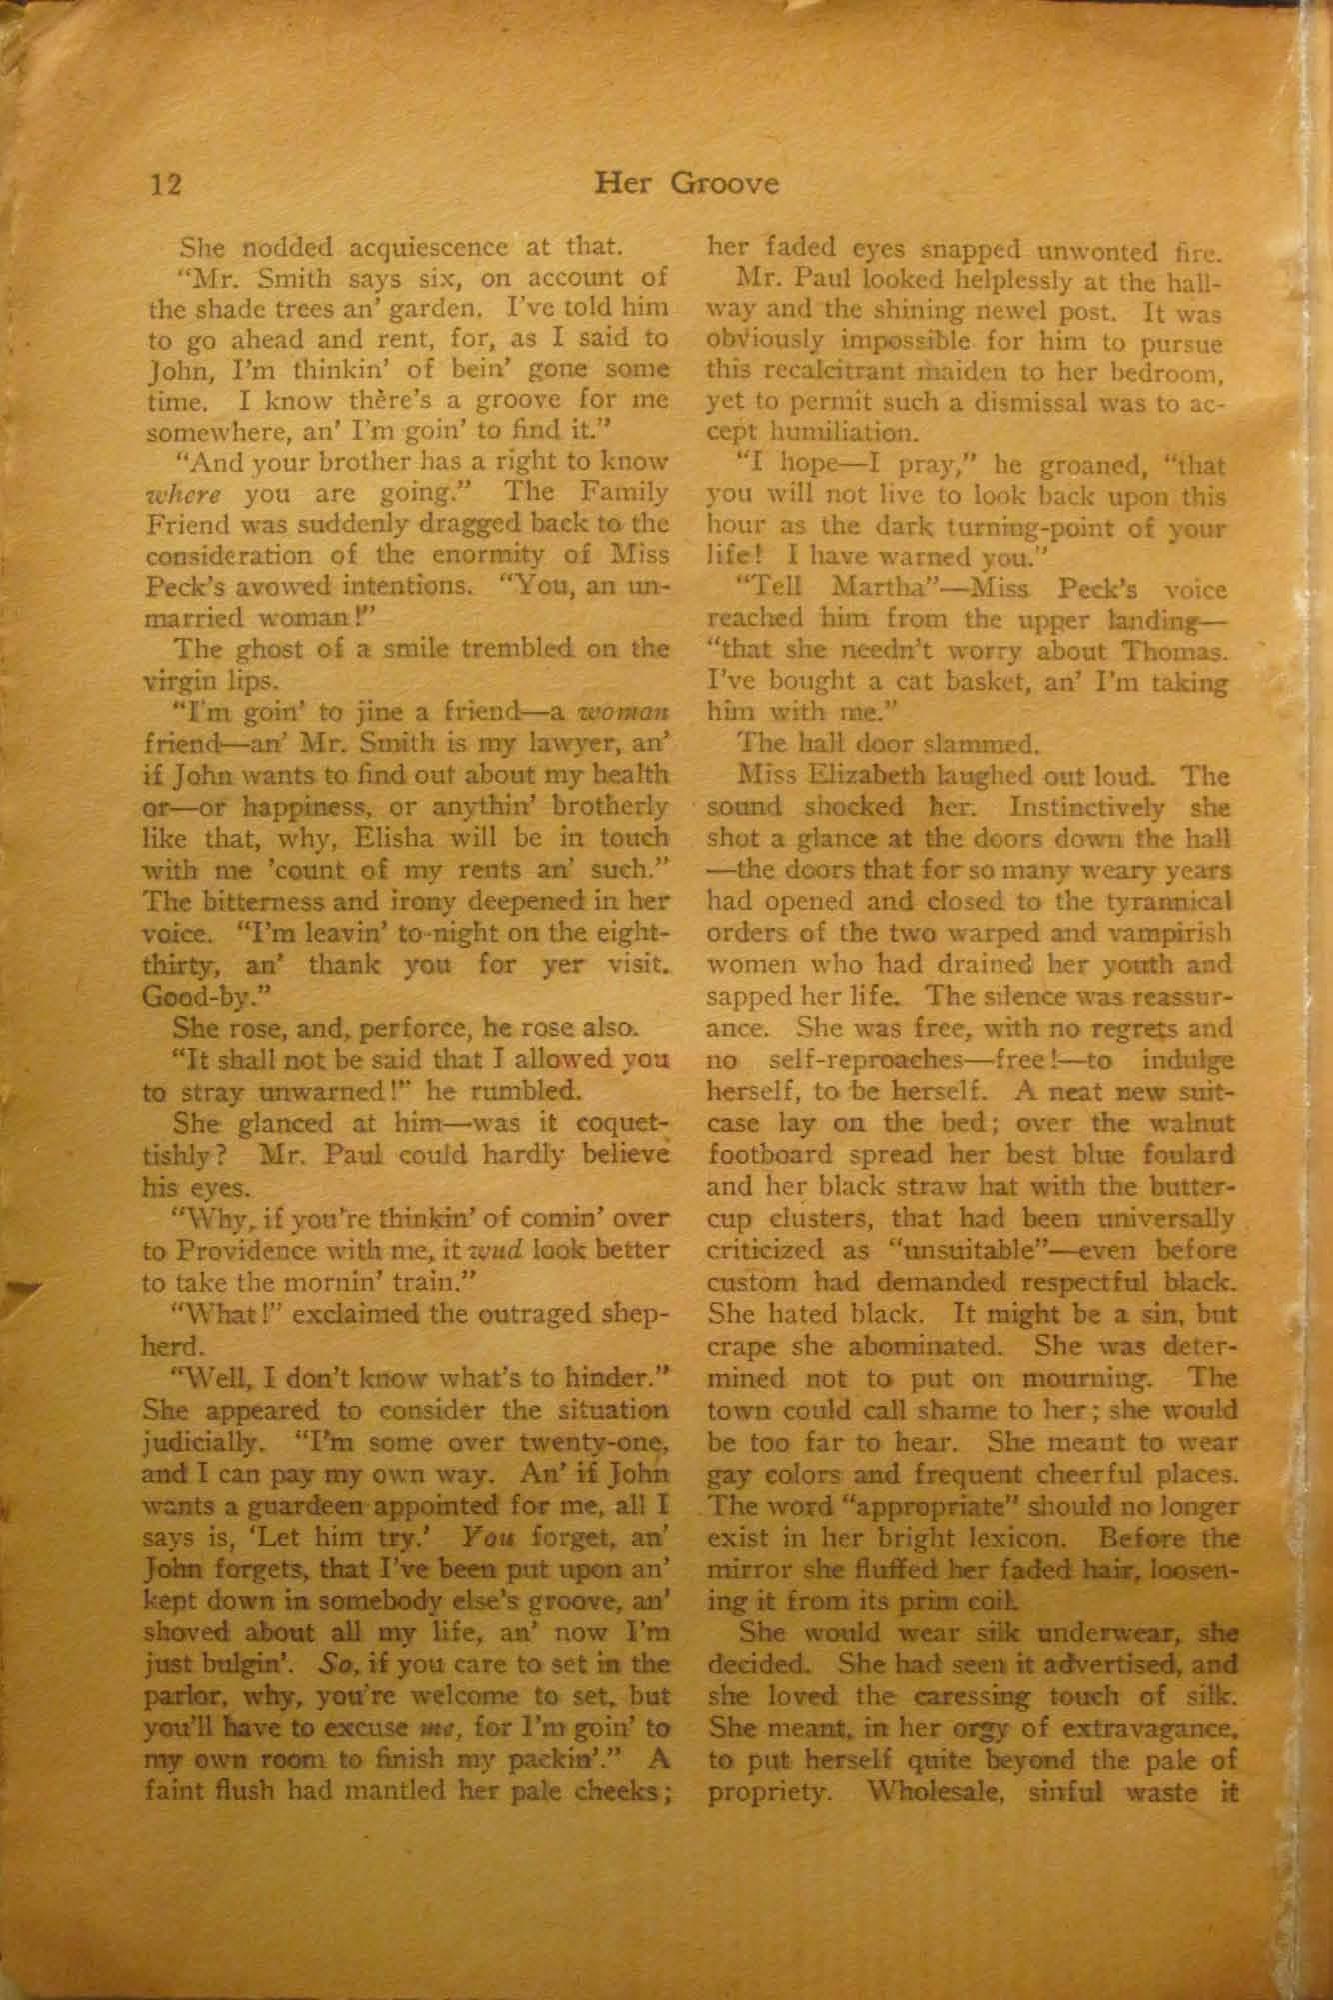 12
Her Groove
She nodded acquiescence at that.
“Mr. Smith says six, on account of
the shade trees an’ garden. I’ve told him
to go ahead and rent, for, as I said to
John, I’m thinkin’ of bein’ gone some
time. I know there’s a groove for me
somewhere, an’ I’m goin’ to find it.”
“And your brother has a right to know
where you are going.” The Family
Friend was suddenly dragged back to the
consideration of the enormity of Miss
Peck’s avowed intentions. “You, an un-
married woman!”
The ghost of a smile trembled on the
virgin lips.
“I’m goin’ to jine a friend—a woman
friend—an’ Mr. Smith is my lawyer, an’
if John wants to find out about my health
or—or happiness, or anythin’ brotherly
like that, why, Elisha will be in touch
with me ’count of my rents an’ such.”
The bitterness and irony deepened in her
voice. “I’m leavin’ to-night on the eight-
thirty, an’ thank you for yer visit.
Good-by.”
She rose, and, perforce, he rose also.
“It shall not be said that I allowed you
to stray unwarned!” he rumbled.
She glanced at him—was it coquet-
tishly? Mr. Paul could hardly believe
his eyes.
“Why, if you’re thinkin’ of comin’ over
to Providence with me, it wud look better
to take the mornin’ train.”
“What!” exclaimed the outraged shep-
herd.
“Well, I don’t know what’s to hinder.”
She appeared to consider the situation
judicially. “I’m some over twenty-one,
and I can pay my own way. An’ if John
wants a guardeen appointed for me, all I
says is, ‘Let him try.’ You forget, an’
John forgets, that I’ve been put upon an’
kept down in somebody else’s groove, an’
shoved about all my life, an’ now I’m
just bulgin’. So, if you care to set in the
parlor, why, you’re welcome to set, but
you’ll have to excuse me, for I’m goin’ to
my own room to finish my packin’.” A
faint flush had mantled her pale cheeks;
her faded eyes snapped unwonted fire.
Mr. Paul looked helplessly at the hall-
way and the shining newel post. It was
obviously impossible for him to pursue
this recalcitrant maiden to her bedroom,
yet to permit such a dismissal was to ac-
cept humiliation.
“I hope—I pray,” he groaned, “that
you will not live to look back upon this
hour as the dark turning-point of your
life! I have warned you.”
“Tell Martha”—Miss Peck’s voice
reached him from the upper landing—
“that she needn’t worry about Thomas.
I’ve bought a cat basket, an’ I’m taking
him with me.”
The hall door slammed.
Miss Elizabeth laughed out loud. The
sound shocked her. Instinctively she
shot a glance at the doors down the hall
—the doors that for so many weary years
had opened and closed to the tyrannical
orders of the two warped and vampirish
women who had drained her youth and
sapped her life. The silence was reassur-
ance. She was free, with no regrets and
no self-reproaches—free!—to indulge
herself, to be herself. A neat new suit-
case lay on the bed; over the walnut
footboard spread her best blue foulard
and her black straw hat with the butter-
cup clusters, that had been universally
criticized as “unsuitable”—even before
custom had demanded respectful black.
She hated black. It might be a sin, but
crape she abominated. She was deter-
mined not to put on mourning. The
town could call shame to her; she would
be too far to hear. She meant to wear
gay colors and frequent cheerful places.
The word “appropriate” should no longer
exist in her bright lexicon. Before the
mirror she fluffed her faded hair, loosen-
ing it from its prim coil.
She would wear silk underwear, she
decided. She had seen it advertised, and
she loved the caressing touch of silk.
She meant, in her orgy of extravagance,
to put herself quite beyond the pale of
propriety. Wholesale, sinful waste it